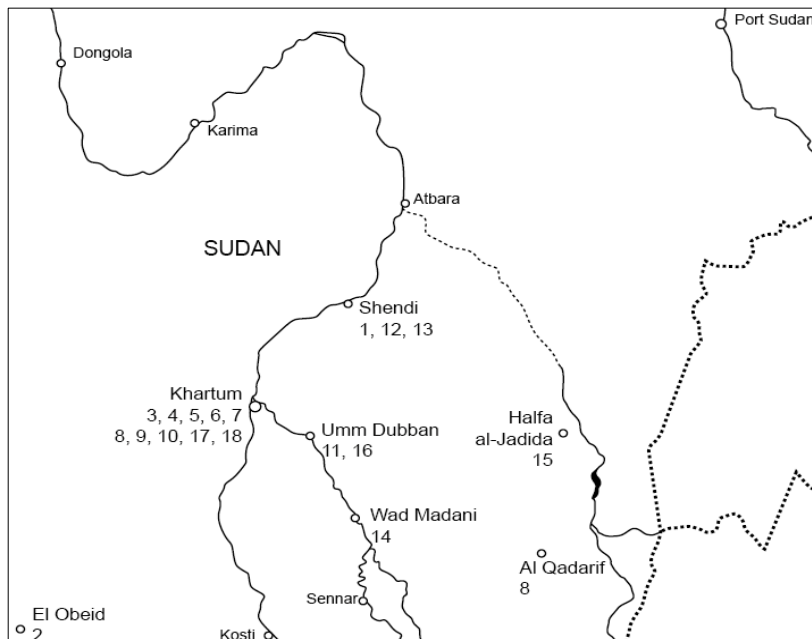 Port Sudan
Dongola
Karima
Atbara
SUDAN
Shendi
1, 12, 13
Khartum
3, 4, 5, 6, 7
8, 9, 10, 17, 18
Umm Dubban
11, 16
Halfa
al-Jadida
15
Wad Madani
14
Al Qadarif
8
Sennar
El Obeid
2
Kosti